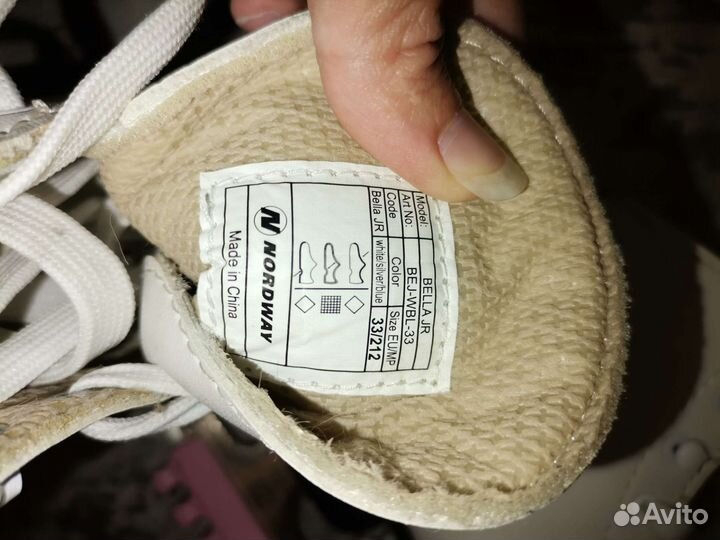 Model: BELLA JR
Art No: BEJ-WBL-33
Code Color Size EU/MP
Bella JR white/silver/blue 33/212
N NORDWAY
Made in China
Avito